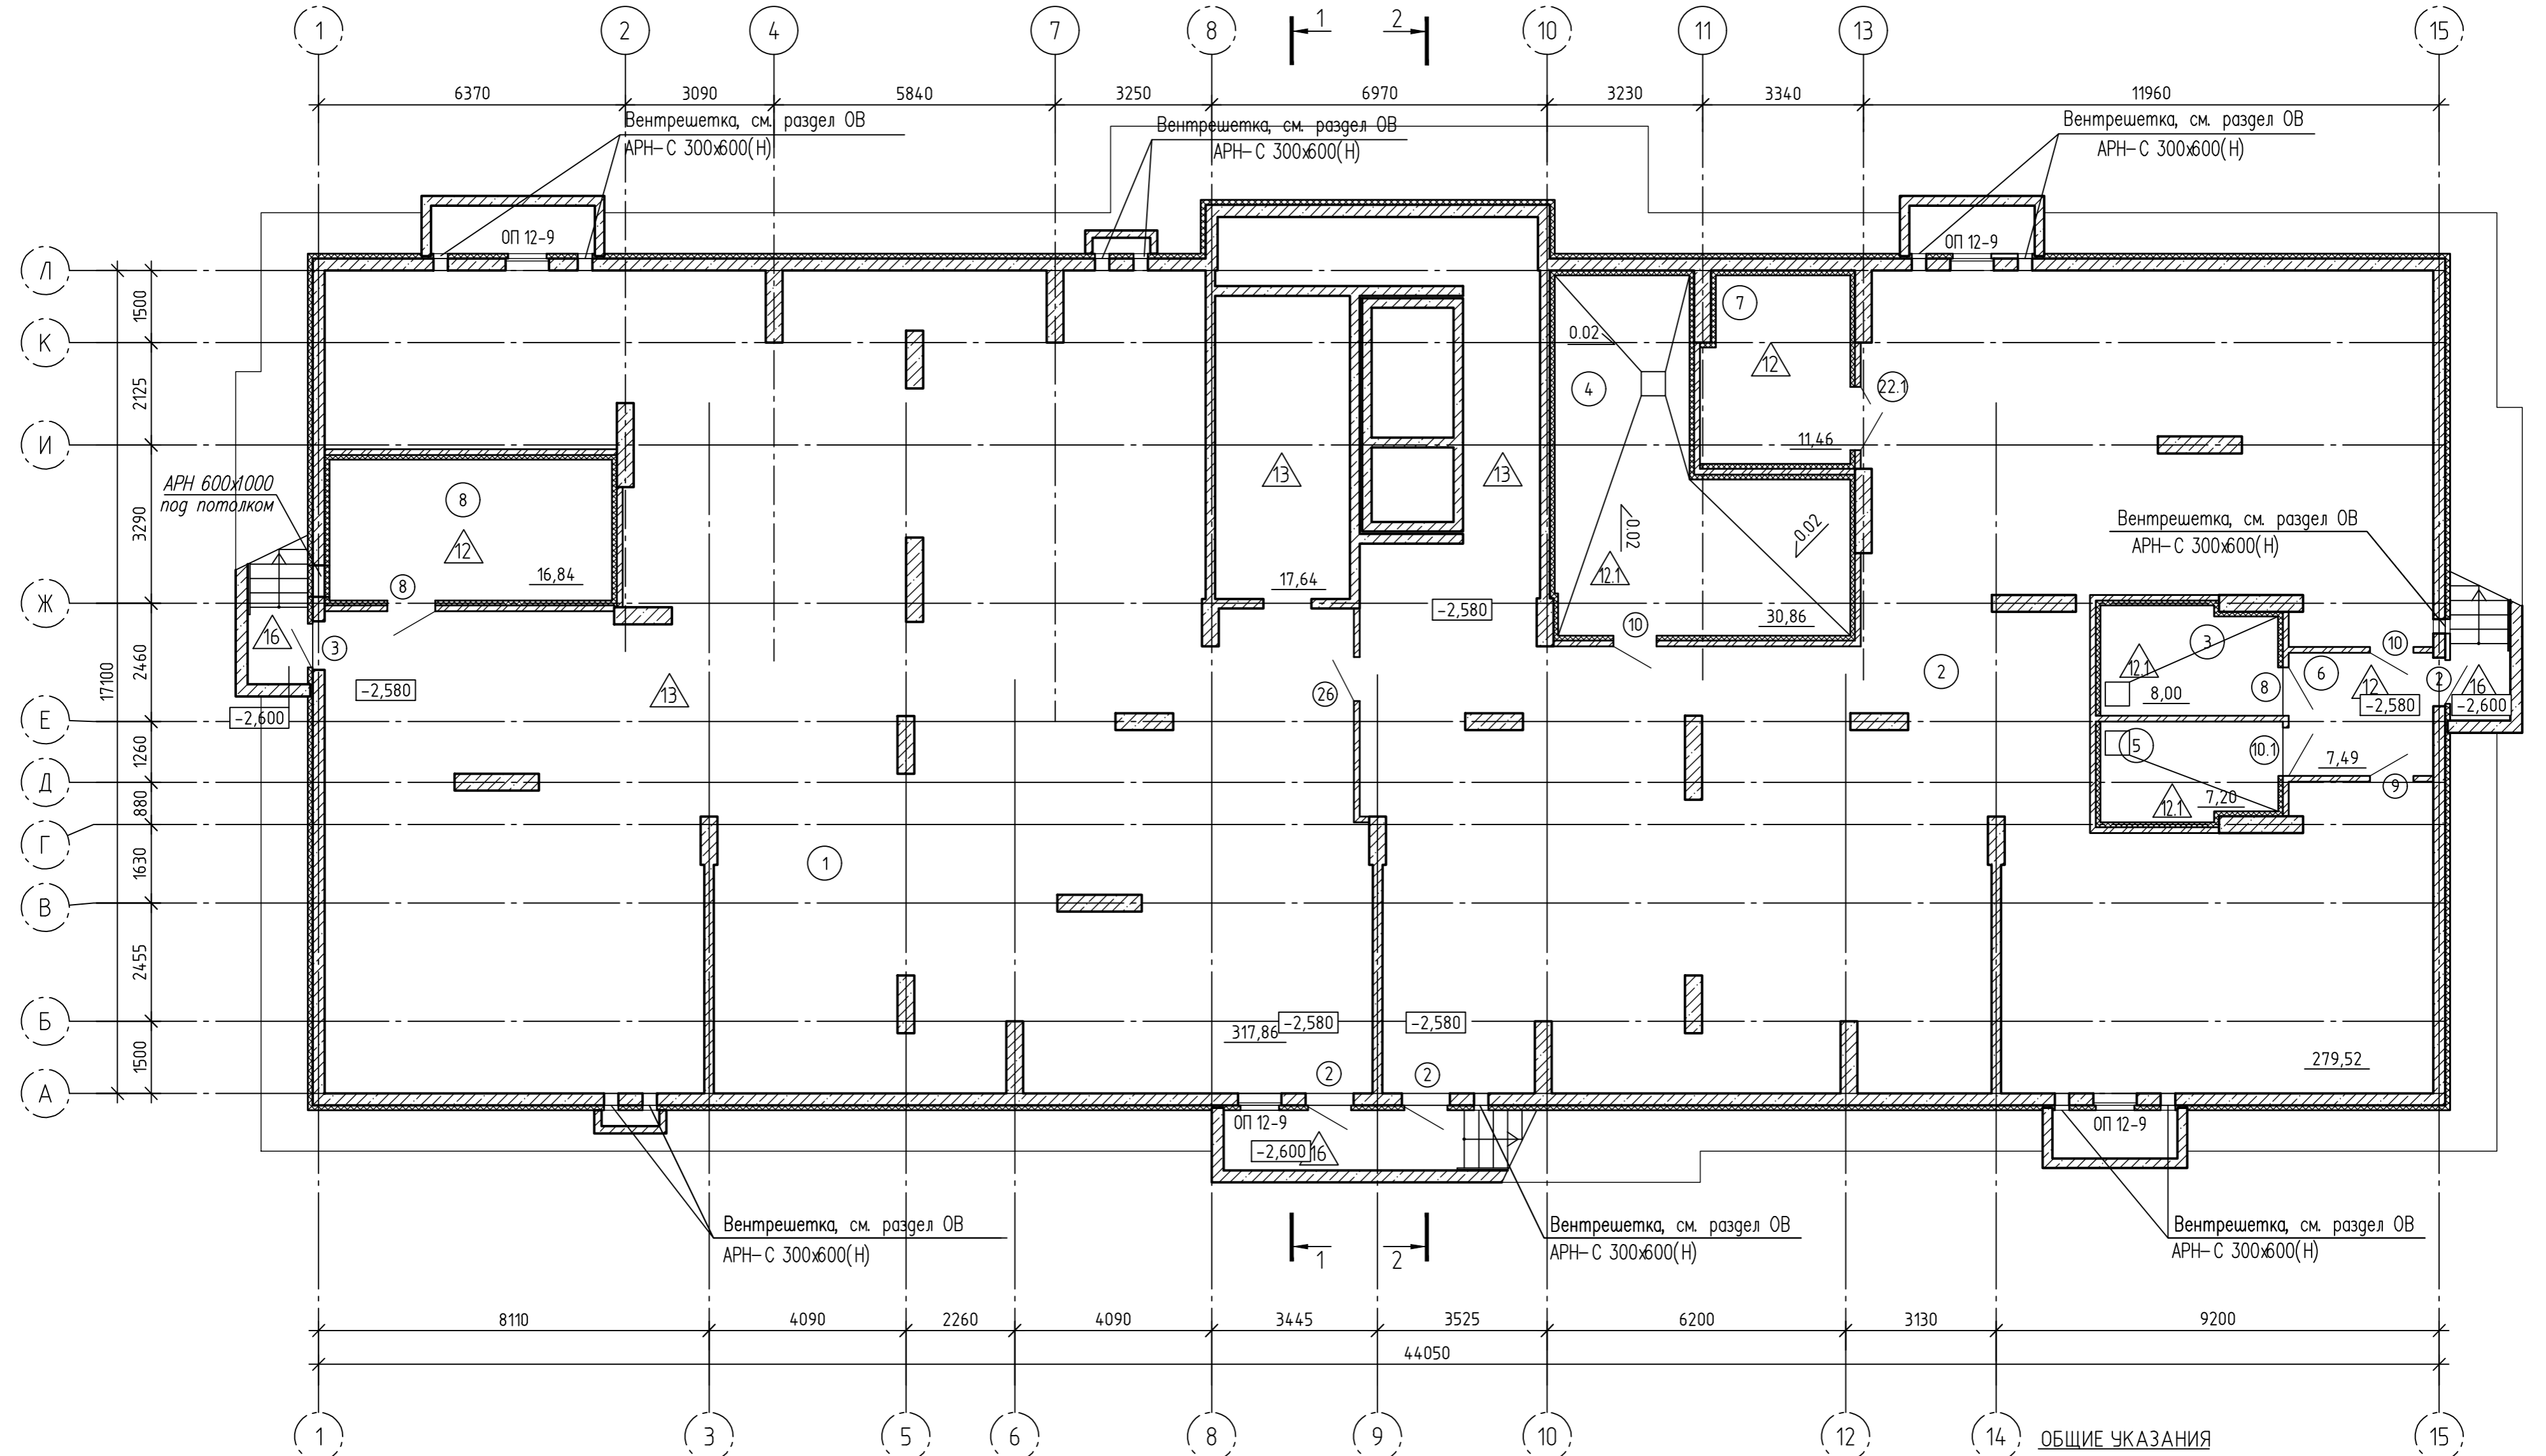 1 2 4 7 8 10 11 13 15
1 2
6370 3090 5840 3250 6970 3230 3340 11960
Вентрешетка, см. раздел ОВ
АРН-С 300х600(Н)
Вентрешетка, см. раздел ОВ
АРН-С 300х600(Н)
Вентрешетка, см. раздел ОВ
АРН-С 300х600(Н)
ОП 12-9
ОП 12-9
Л
К
И
Ж
Е
Д
Г
В
Б
А
1500
2125
3290
2460
1260
880
1630
2455
1500
17100
АРН 600х1000
под потолком
8
12
16,84
8
16
3
-2,580
-2,600
13
1
13
17,64
13
-2,580
26
0.02
4
0.02
0.02
12.1
30,86
10
7
12
11,46
22.1
2
Вентрешетка, см. раздел ОВ
АРН-С 300х600(Н)
3
12.1
8,00
8
6
10
12
-2,580
2
16
-2,600
5
10.1
7,49
12.1
7,20
9
317,86
-2,580
-2,580
2
2
279,52
ОП 12-9
-2,600
16
ОП 12-9
Вентрешетка, см. раздел ОВ
АРН-С 300х600(Н)
Вентрешетка, см. раздел ОВ
АРН-С 300х600(Н)
Вентрешетка, см. раздел ОВ
АРН-С 300х600(Н)
1 2
8110 4090 2260 4090 3445 3525 6200 3130 9200
44050
1 3 5 6 8 9 10 12 14 15
ОБЩИЕ УКАЗАНИЯ